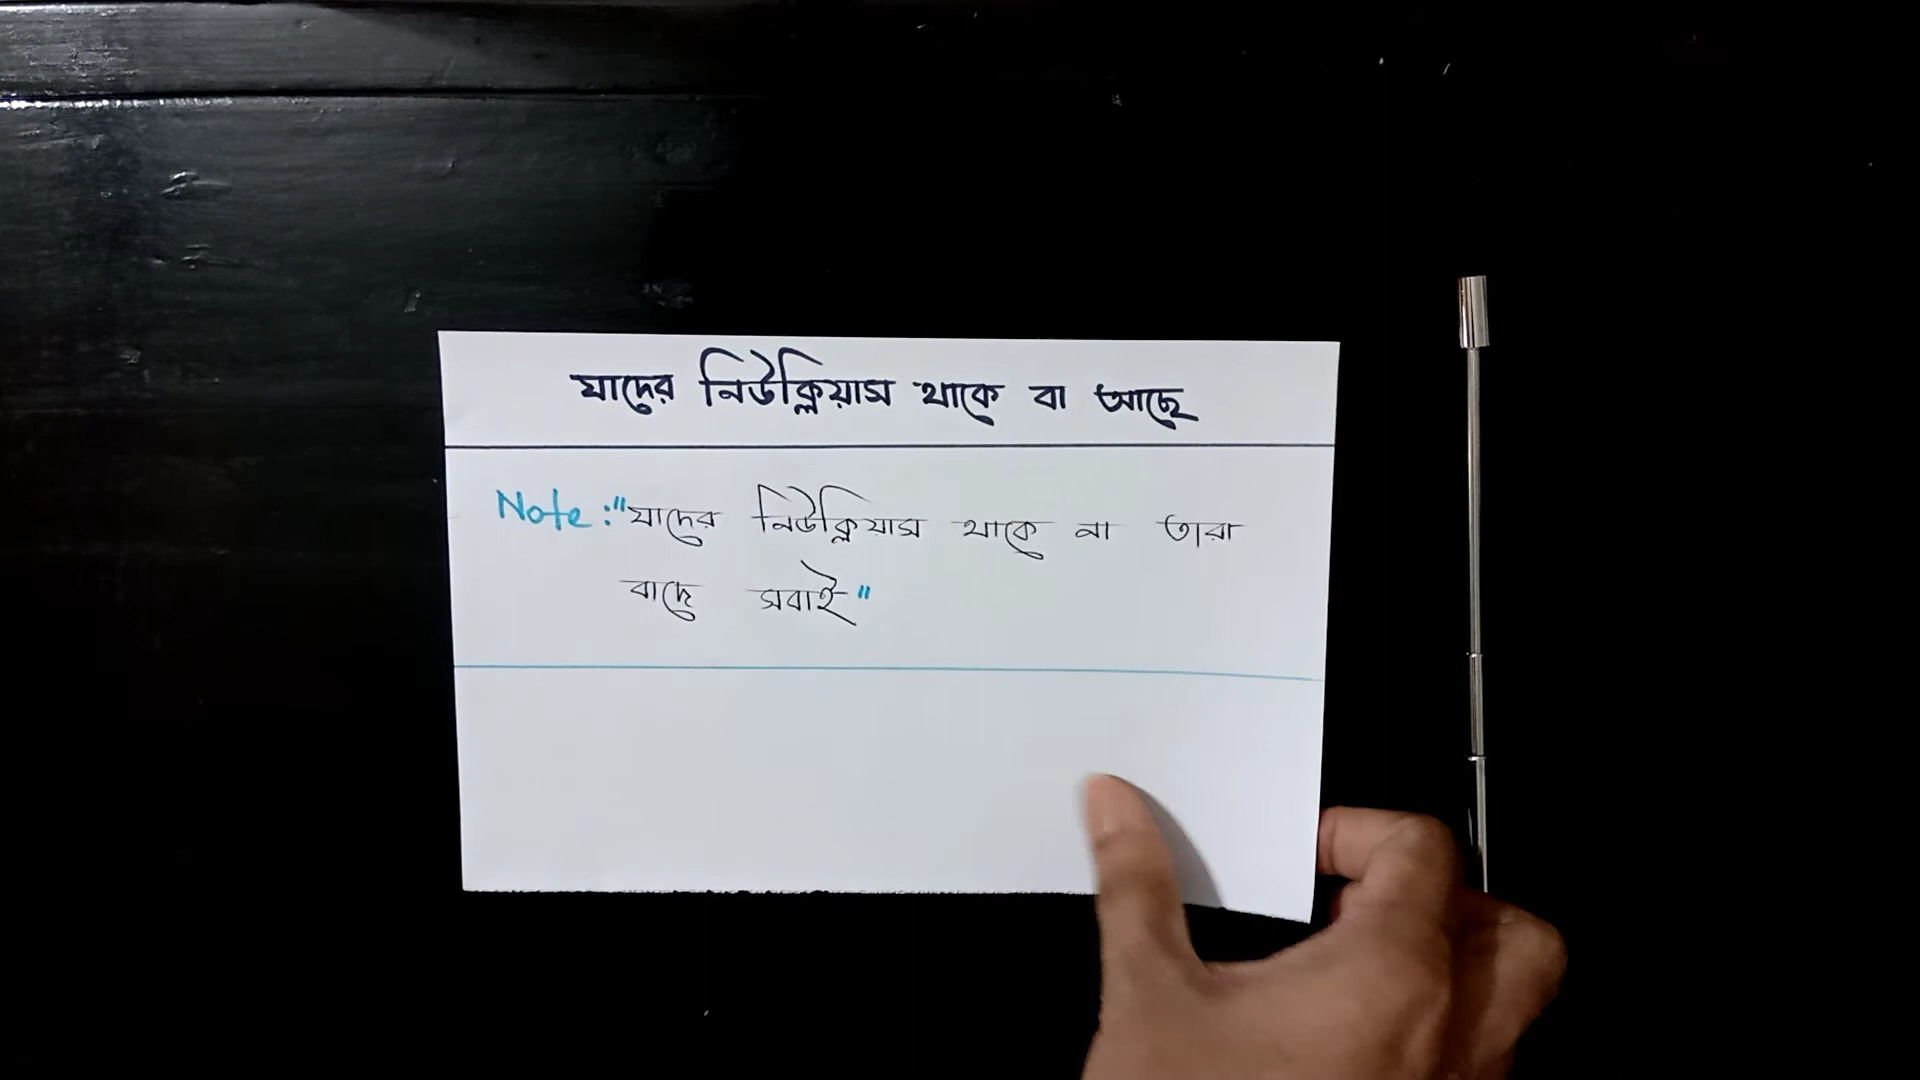 যাদের নিউক্লিয়াস থাকে বা আছে
Note: "যাদের নিউক্লিয়াস থাকে না তারা
বাদে সবাই"